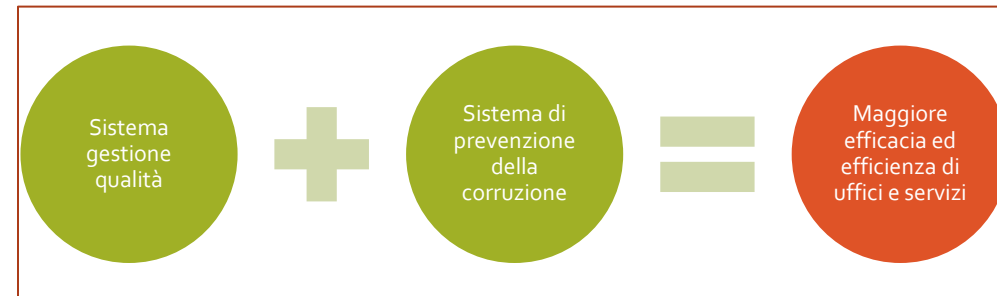 Sistema
gestione
qualità
Sistema di
prevenzione
della
corruzione
Maggiore
efficacia ed
efficienza di
uffici e servizi